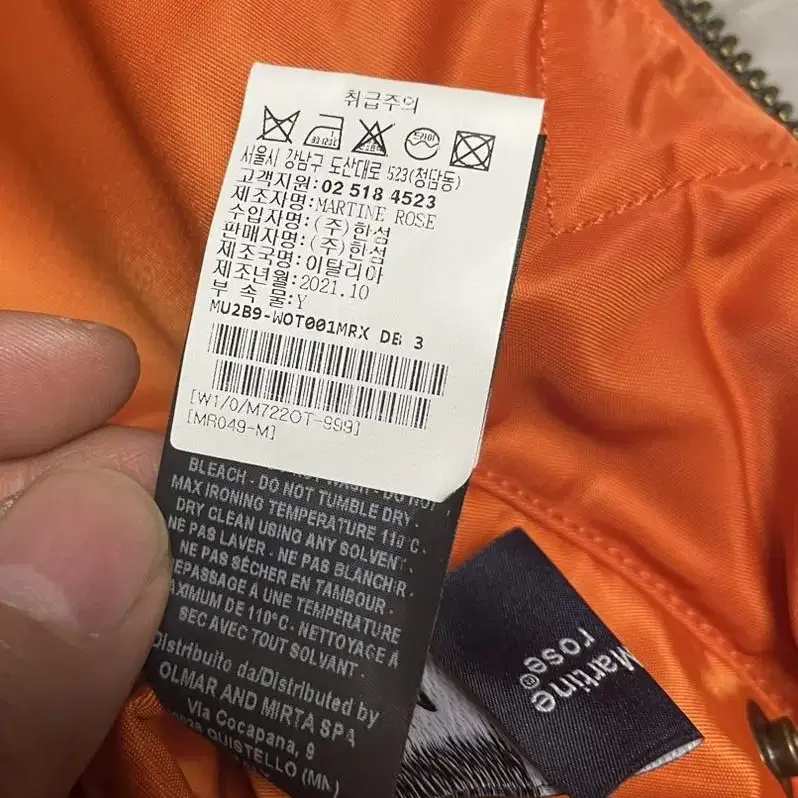 취급주의
드라이
서울시 강남구 도산대로 523(청담동)
고객지원: 02 518 4523
제조자명:MARTINE ROSE
수입자명:(주)한섬
판매자명:(주)한섬
제조국명:이탈리아
제조년월:2021.10
부 속 물:Y
MU2B9-WOT001MRX DB 3
[W1/0/M722OT-999]
[MR049-M]
BLEACH · DO NOT TUMBLE DRY ·
MAX IRONING TEMPERATURE 110°C ·
DRY CLEAN USING ANY SOLVENT
NE PAS LAVER · NE PAS BLANCHIR ·
NE PAS SÉCHER EN TAMBOUR ·
REPASSAGE À UNE TEMPÉRATURE
MAXIMUM DE 110°C · NETTOYAGE À
SEC AVEC TOUT SOLVANT ·
Distribuito da/Distributed by
OLMAR AND MIRTA SPA
Via Cocapana, 9
QUISTELLO (MN)
Martine
rose®